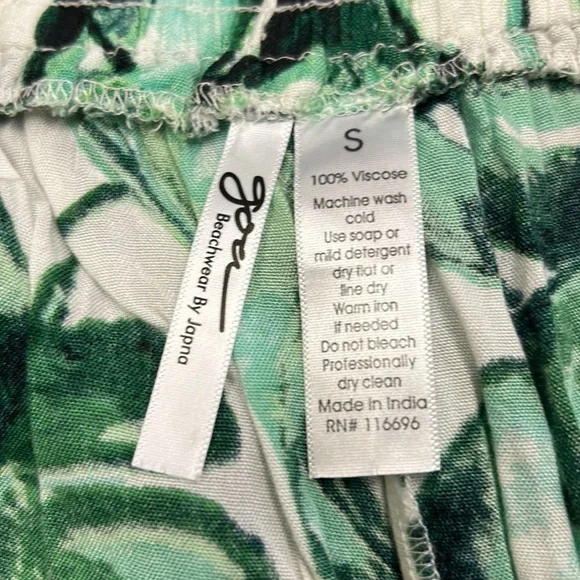 Beachwear By Japna
S
100% Viscose
Machine wash
cold
Use soap or
mild detergent
dry flat or
line dry
Warm iron
If needed
Do not bleach
Professionally
dry clean
Made in India
RN# 116696